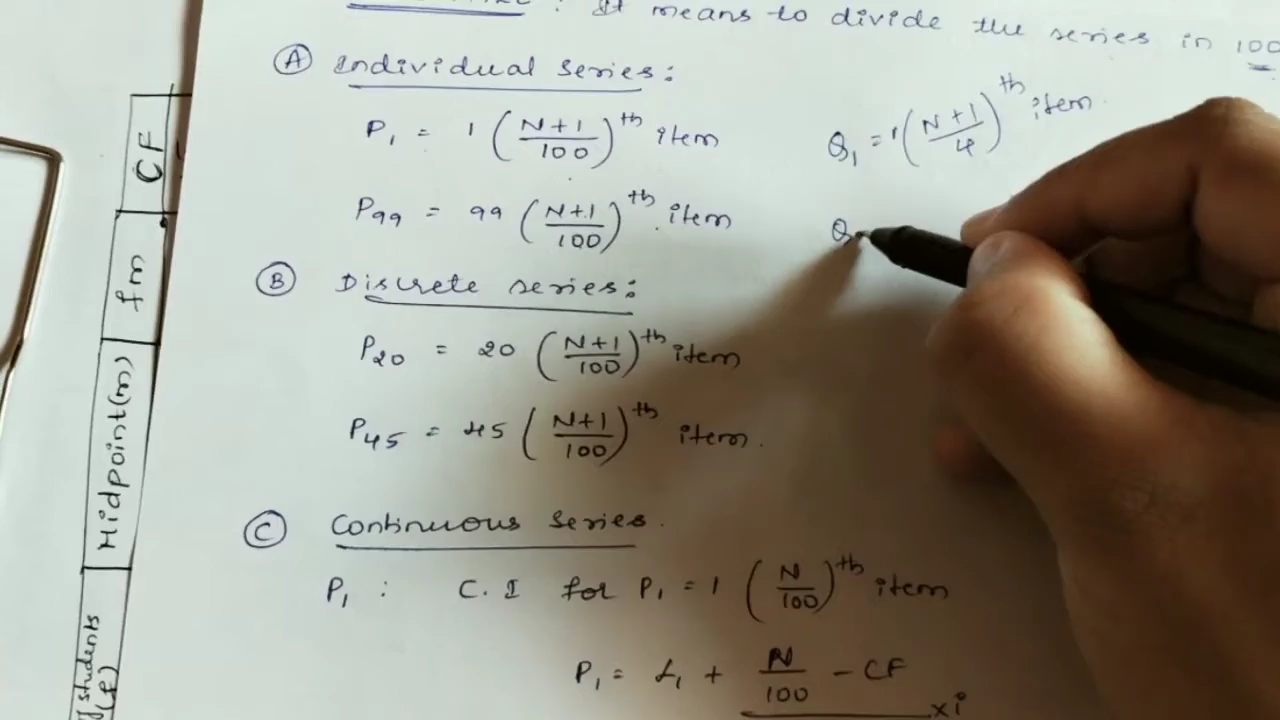 : It means to divide the series in 100
A Individual series:
P1 = 1 (N+1/100)th item
Q1 = 1(N+1/4)th item.
P99 = 99 (N+1/100)th item
Q
B Discrete series:
P20 = 20 (N+1/100)th item
P45 = 45 (N+1/100)th item.
C Continuous series.
P1 : C.I for P1 = 1 (N/100)th item
P1 = L1 + N/100 - CF
xi
CF
fm
Midpoint(m)
students
(f)